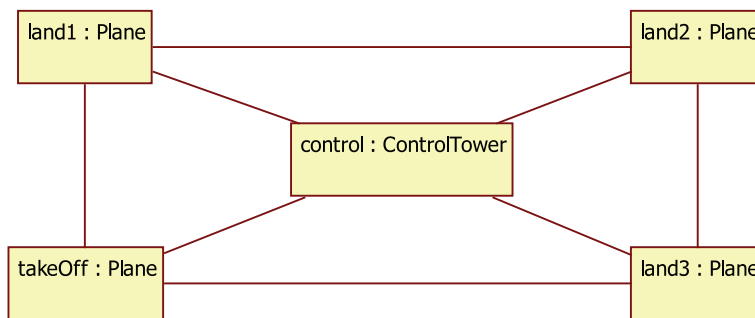 land1 : Plane
land2 : Plane
control : ControlTower
takeOff : Plane
land3 : Plane